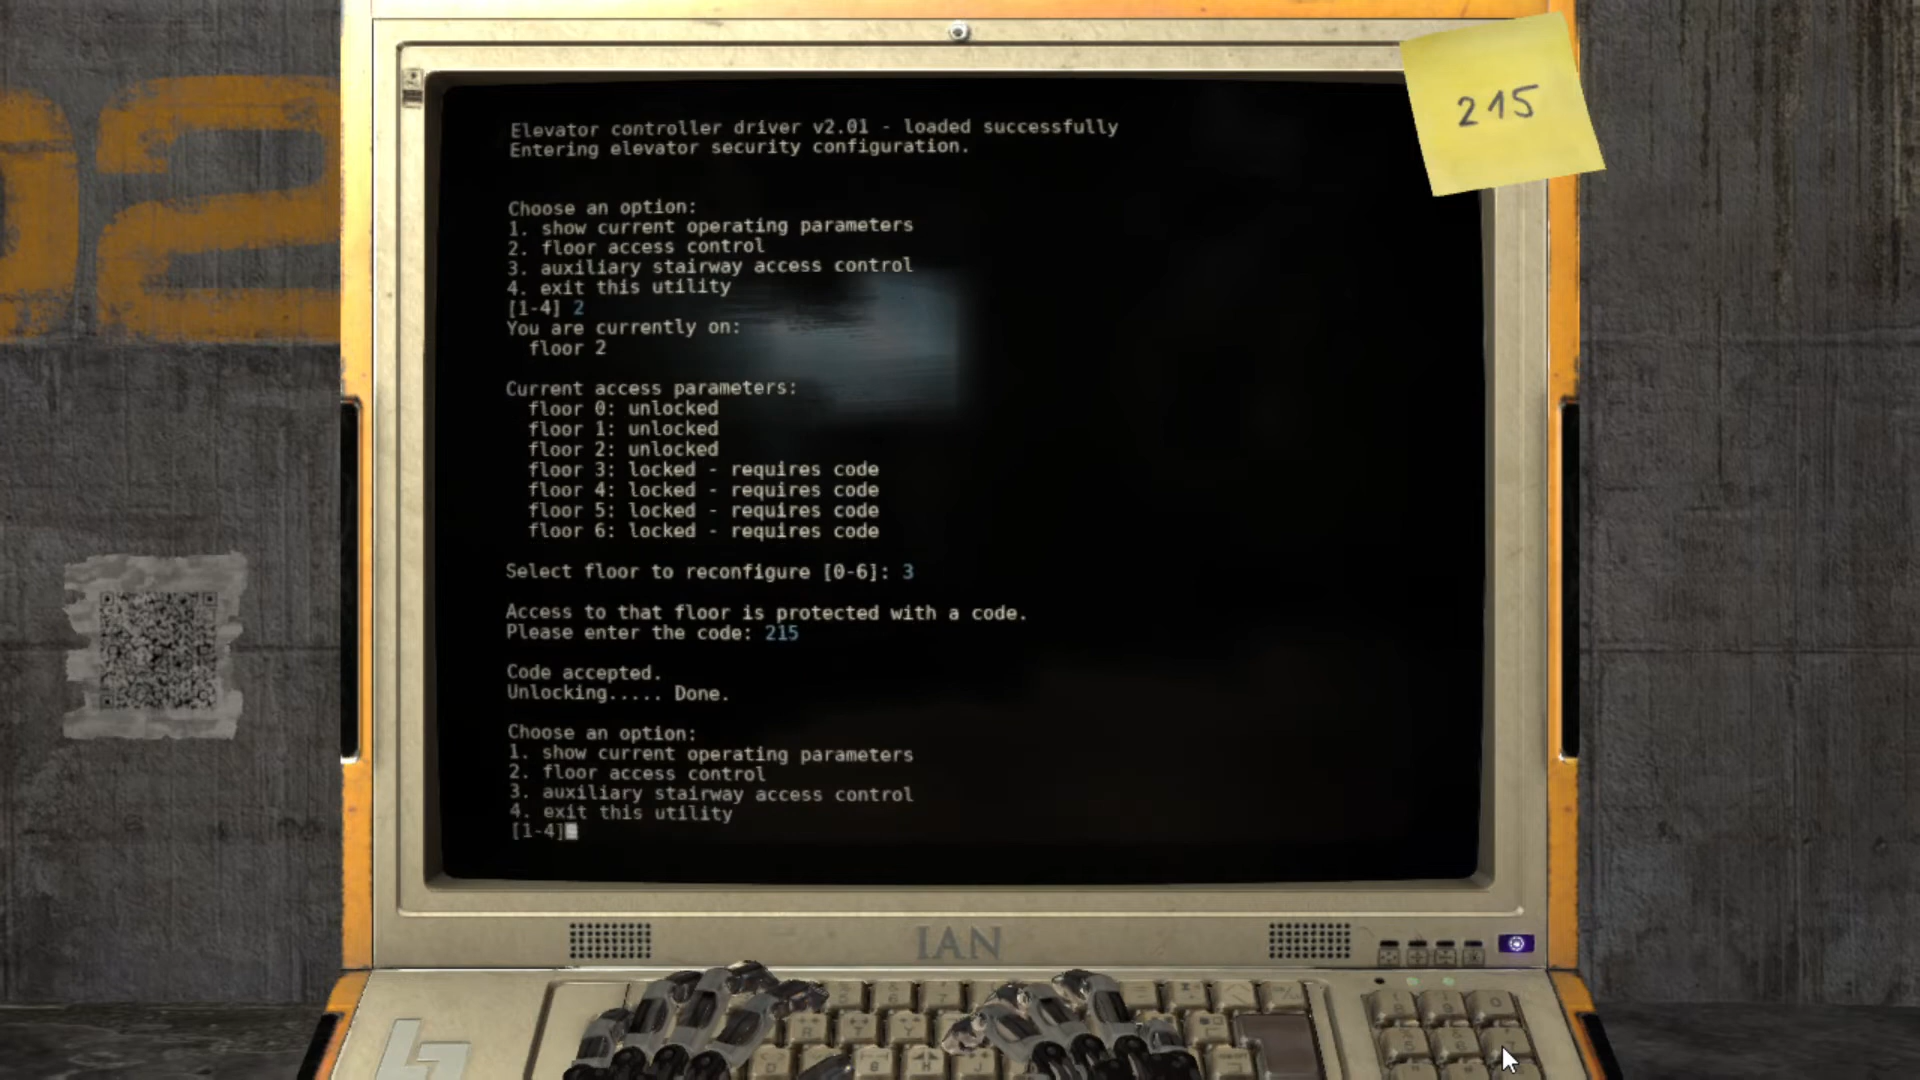 02
215
Elevator controller driver v2.01 - loaded successfully
Entering elevator security configuration.
Choose an option:
1. show current operating parameters
2. floor access control
3. auxiliary stairway access control
4. exit this utility
[1-4] 2
You are currently on:
floor 2
Current access parameters:
floor 0: unlocked
floor 1: unlocked
floor 2: unlocked
floor 3: locked - requires code
floor 4: locked - requires code
floor 5: locked - requires code
floor 6: locked - requires code
Select floor to reconfigure [0-6]: 3
Access to that floor is protected with a code.
Please enter the code: 215
Code accepted.
Unlocking..... Done.
Choose an option:
1. show current operating parameters
2. floor access control
3. auxiliary stairway access control
4. exit this utility
[1-4]
IAN